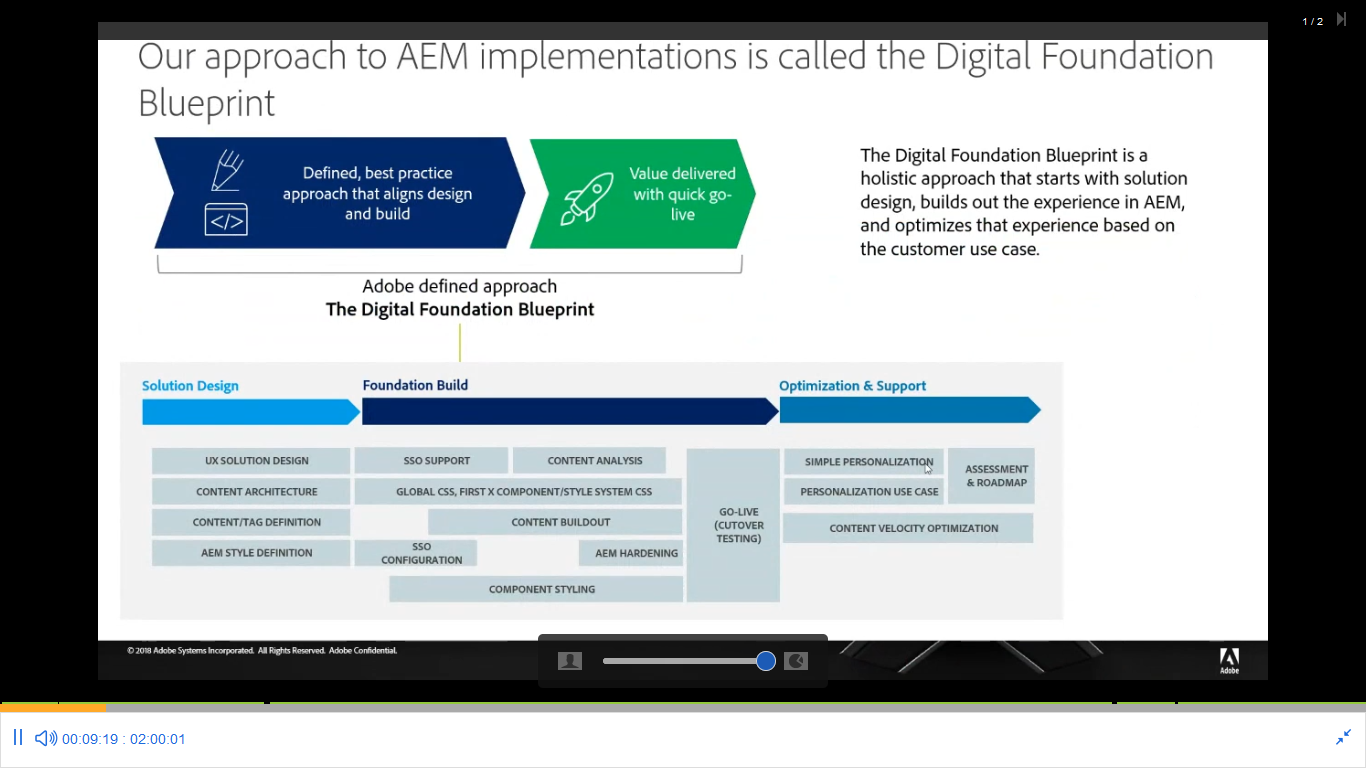 1 / 2
Our approach to AEM implementations is called the Digital Foundation
Blueprint
Defined, best practice
approach that aligns design
and build
</>
Value delivered
with quick go-
live
The Digital Foundation Blueprint is a
holistic approach that starts with solution
design, builds out the experience in AEM,
and optimizes that experience based on
the customer use case.
Adobe defined approach
The Digital Foundation Blueprint
Solution Design
Foundation Build
Optimization & Support
UX SOLUTION DESIGN
CONTENT ARCHITECTURE
CONTENT/TAG DEFINITION
AEM STYLE DEFINITION
SSO SUPPORT
CONTENT ANALYSIS
GLOBAL CSS, FIRST X COMPONENT/STYLE SYSTEM CSS
CONTENT BUILDOUT
SSO
CONFIGURATION
AEM HARDENING
COMPONENT STYLING
GO-LIVE
(CUTOVER
TESTING)
SIMPLE PERSONALIZATION
PERSONALIZATION USE CASE
ASSESSMENT
& ROADMAP
CONTENT VELOCITY OPTIMIZATION
© 2018 Adobe Systems Incorporated. All Rights Reserved. Adobe Confidential.
Adobe
00:09:19 : 02:00:01